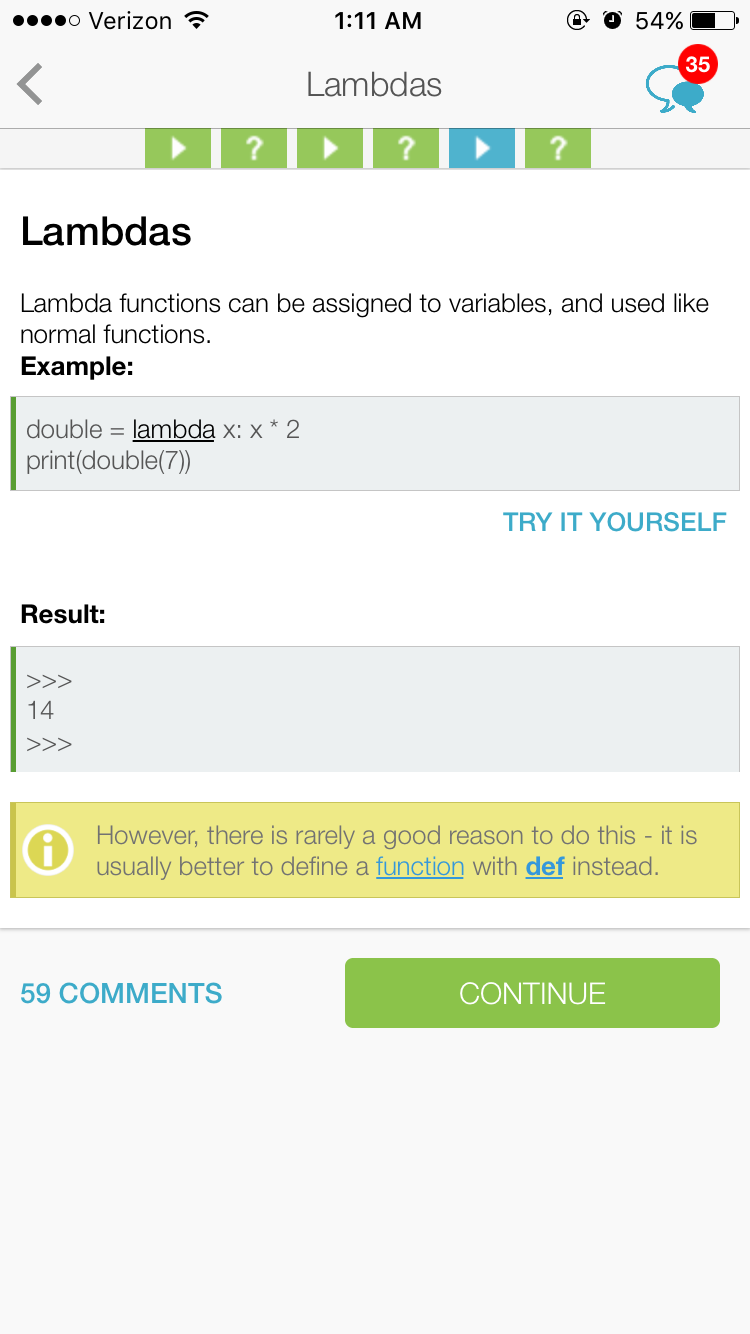 Verizon 1:11 AM 54%
Lambdas 35
? ? ?
Lambdas
Lambda functions can be assigned to variables, and used like
normal functions.
Example:
double = lambda x: x * 2
print(double(7))
TRY IT YOURSELF
Result:
>>>
14
>>>
However, there is rarely a good reason to do this - it is
usually better to define a function with def instead.
59 COMMENTS CONTINUE